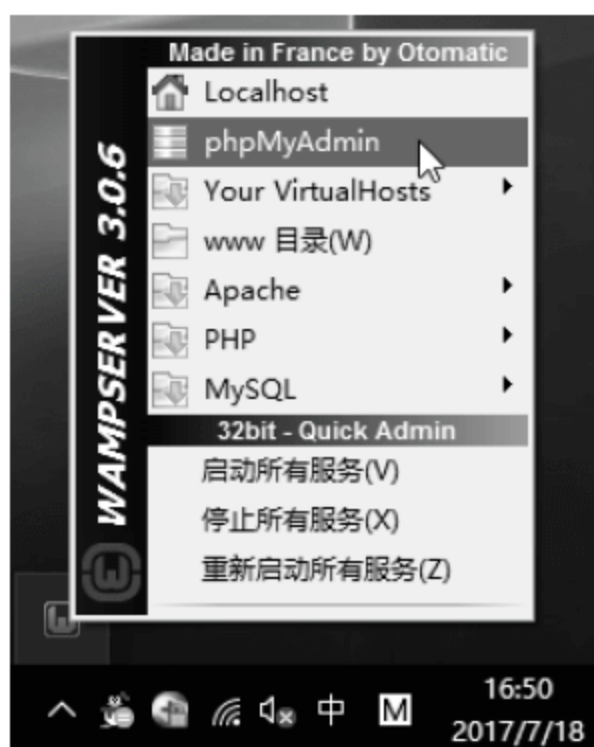 Made in France by Otomatic
WAMPSERVER 3.0.6
Localhost
phpMyAdmin
Your VirtualHosts
www 目录(W)
Apache
PHP
MySQL
32bit - Quick Admin
启动所有服务(V)
停止所有服务(X)
重新启动所有服务(Z)
中
M
16:50
2017/7/18